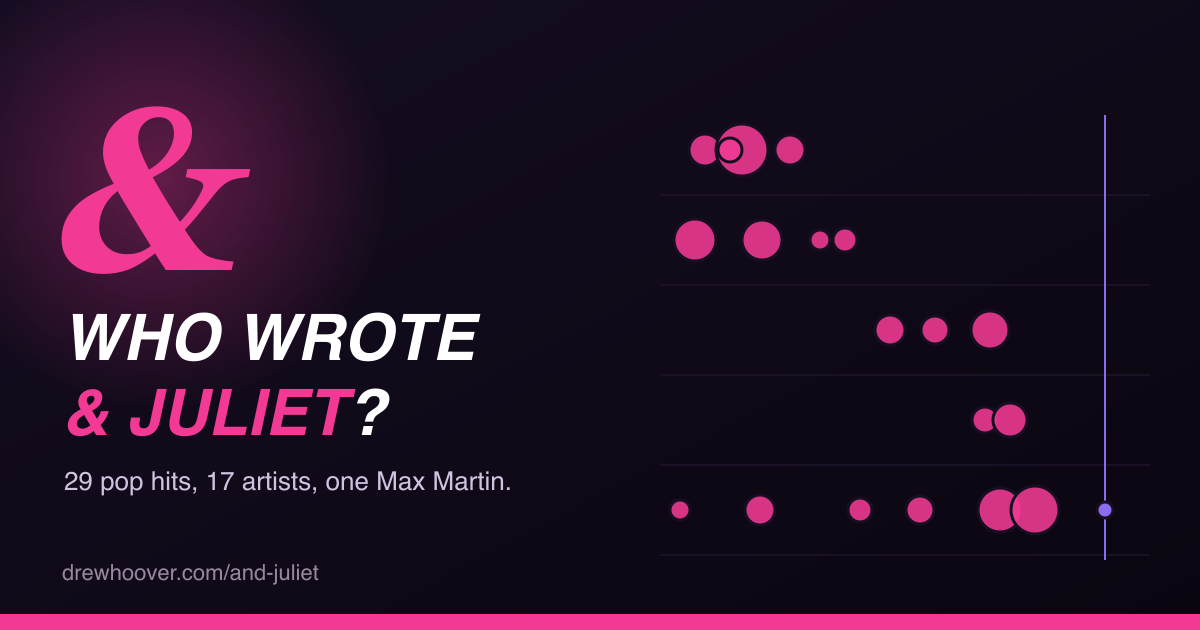 &
WHO WROTE
& JULIET?
29 pop hits, 17 artists, one Max Martin.
drewhoover.com/and-juliet